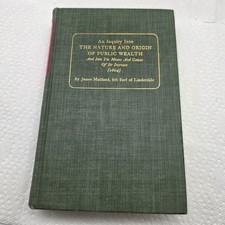 An Inquiry Into
THE NATURE AND ORIGIN
OF PUBLIC WEALTH
And Into The Means And Causes
Of Its Increase
(1804)
By James Maitland, 8th Earl of Lauderdale